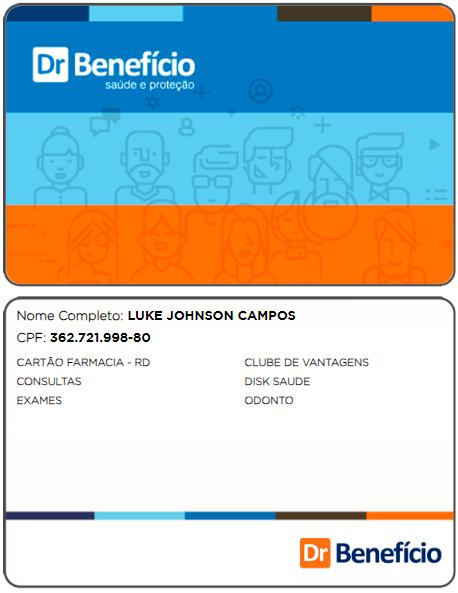 Dr Benefício
saúde e proteção
Nome Completo: LUKE JOHNSON CAMPOS
CPF: 362.721.998-80
CARTÃO FARMACIA - RD
CLUBE DE VANTAGENS
CONSULTAS
DISK SAUDE
EXAMES
ODONTO
Dr Benefício